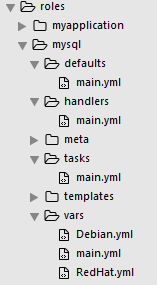 roles
myapplication
mysql
defaults
main.yml
handlers
main.yml
meta
tasks
main.yml
templates
vars
Debian.yml
main.yml
RedHat.yml